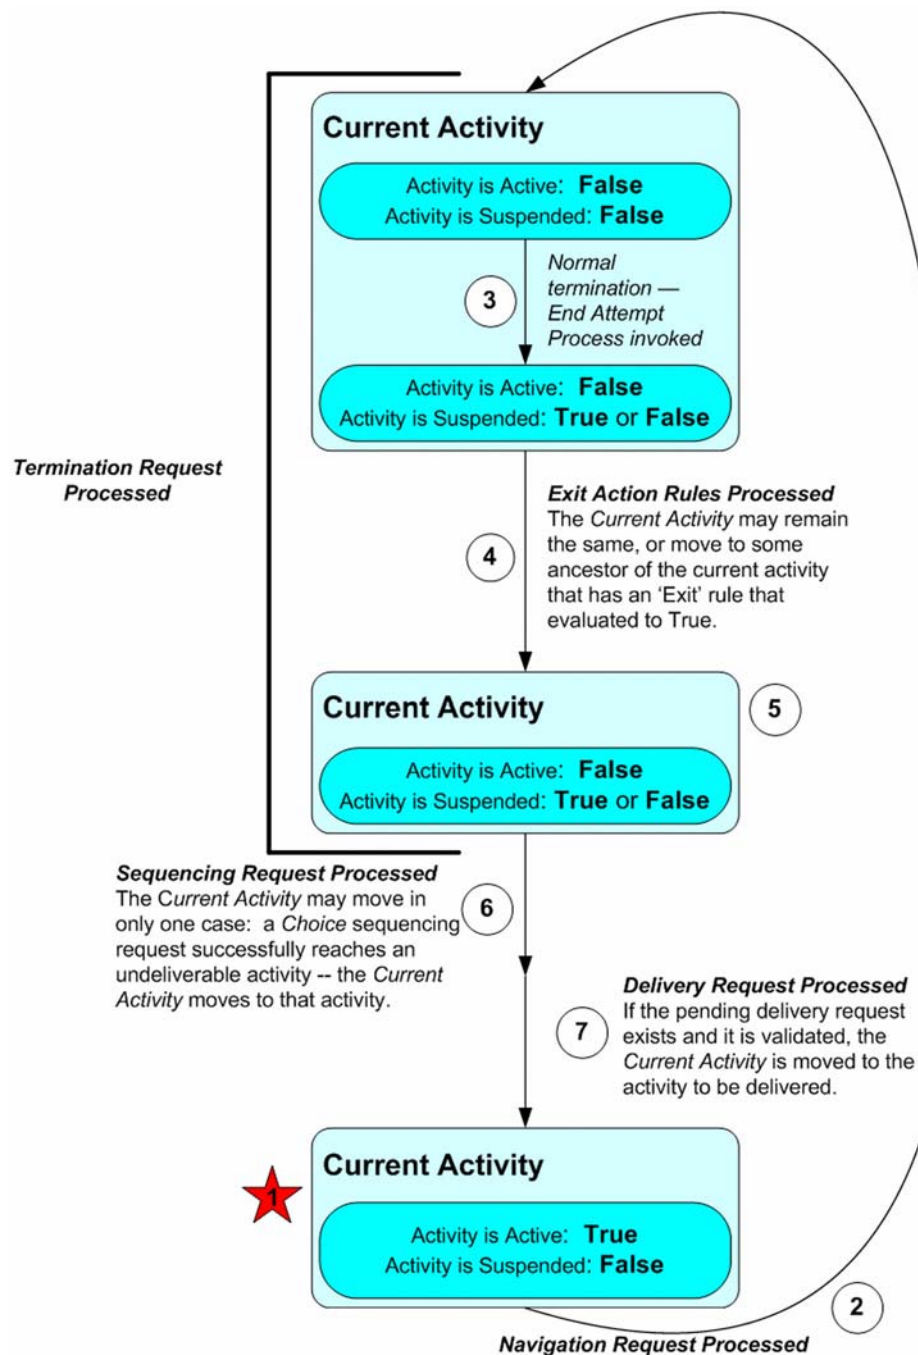 Current Activity
Activity is Active: False
Activity is Suspended: False
3
Normal
termination —
End Attempt
Process invoked
Activity is Active: False
Activity is Suspended: True or False
Termination Request
Processed
4
Exit Action Rules Processed
The Current Activity may remain
the same, or move to some
ancestor of the current activity
that has an ‘Exit’ rule that
evaluated to True.
Current Activity
5
Activity is Active: False
Activity is Suspended: True or False
Sequencing Request Processed
The Current Activity may move in
only one case: a Choice sequencing
request successfully reaches an
undeliverable activity -- the Current
Activity moves to that activity.
6
7
Delivery Request Processed
If the pending delivery request
exists and it is validated, the
Current Activity is moved to the
activity to be delivered.
1
Current Activity
Activity is Active: True
Activity is Suspended: False
2
Navigation Request Processed